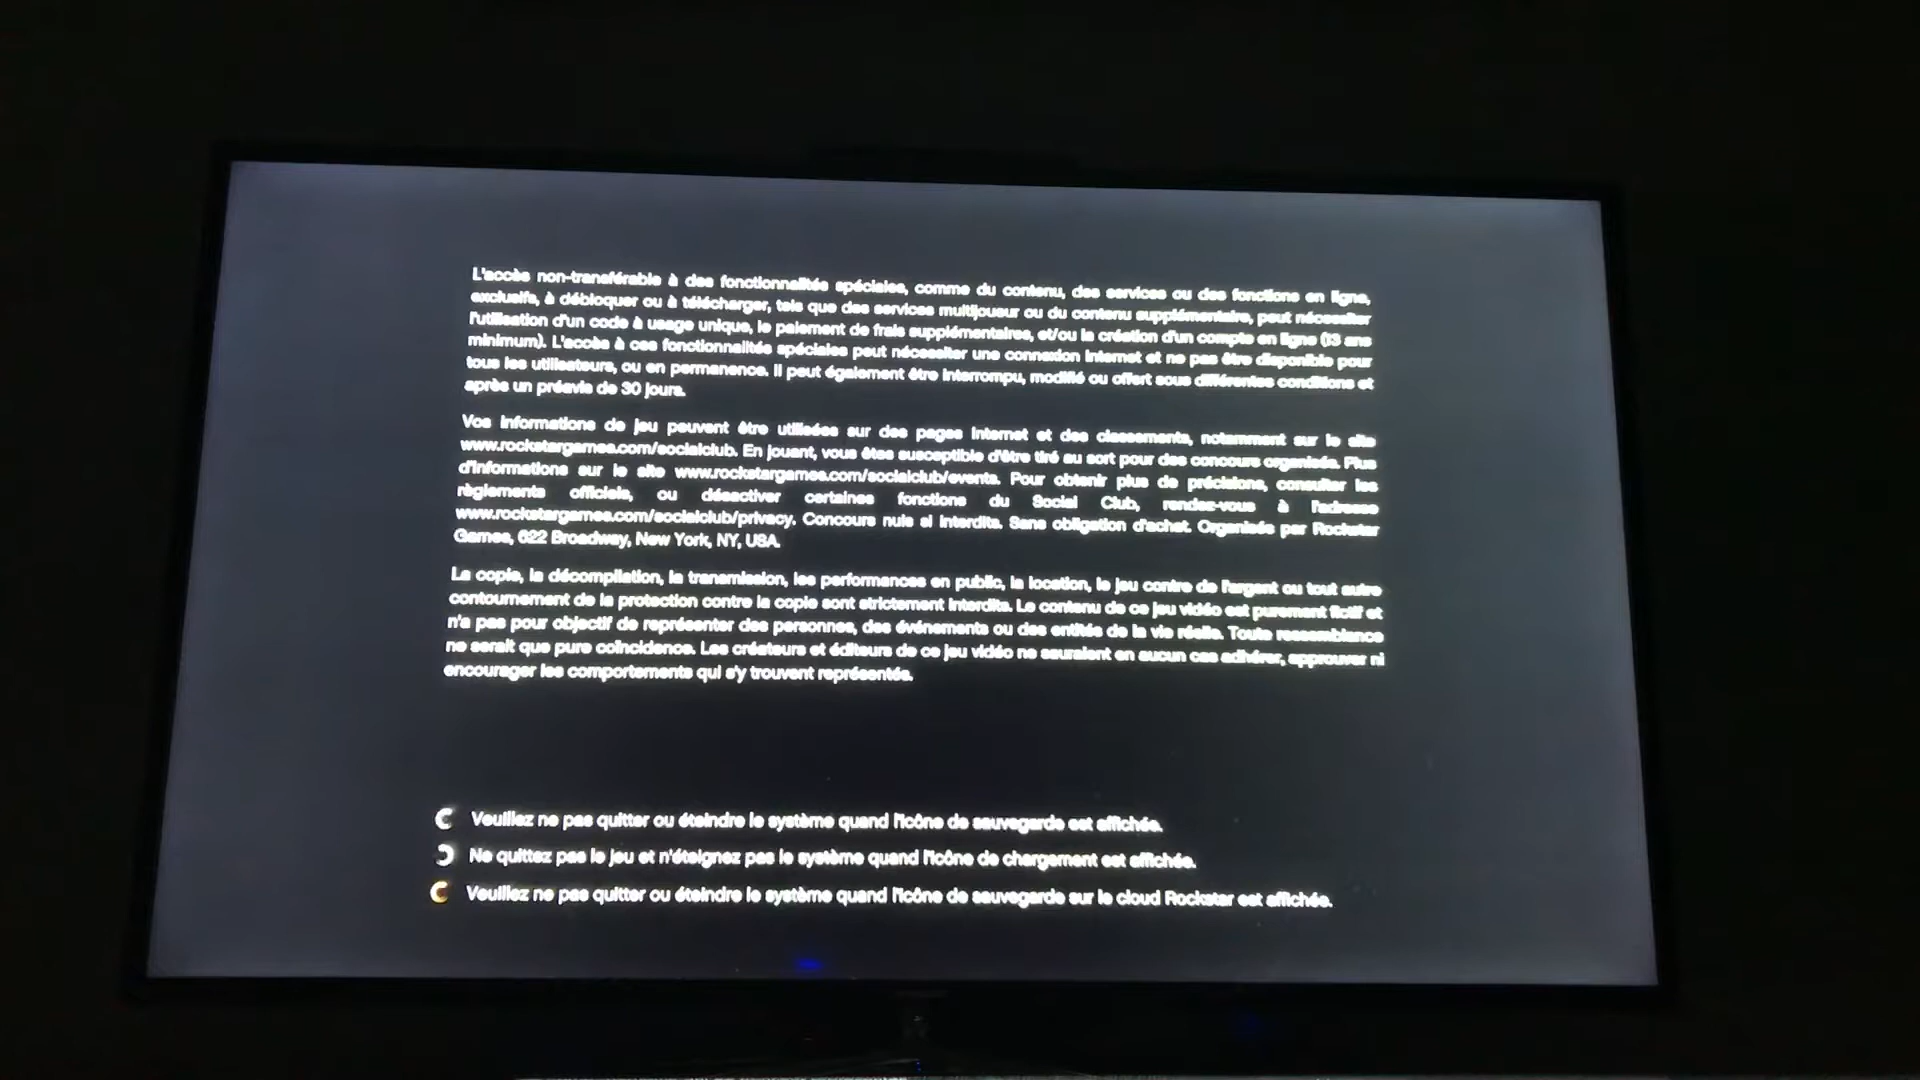 L'accès non-transférable à des fonctionnalités spéciales, comme du contenu, des services ou des fonctions en ligne,
exclusifs, à débloquer ou à télécharger, tels que des services multijoueur ou du contenu supplémentaire, peut nécessiter
l'utilisation d'un code à usage unique, le paiement de frais supplémentaires, et/ou la création d'un compte en ligne (13 ans
minimum). L'accès à ces fonctionnalités spéciales peut nécessiter une connexion internet et ne pas être disponible pour
tous les utilisateurs, ou en permanence. Il peut également être interrompu, modifié ou offert sous différentes conditions et
après un préavis de 30 jours.
Vos informations de jeu peuvent être utilisées sur des pages internet et des classements, notamment sur le site
www.rockstargames.com/socialclub. En jouant, vous êtes susceptible d'être tiré au sort pour des concours organisés. Plus
d'informations sur le site www.rockstargames.com/socialclub/events. Pour obtenir plus de précisions, consulter les
règlements officiels, ou désactiver certaines fonctions du Social Club, rendez-vous à l'adresse
www.rockstargames.com/socialclub/privacy. Concours nuls si interdits. Sans obligation d'achat. Organisés par Rockstar
Games, 622 Broadway, New York, NY, USA.
La copie, la décompilation, la transmission, les performances en public, la location, le jeu contre de l'argent ou tout autre
contournement de la protection contre la copie sont strictement interdits. Le contenu de ce jeu vidéo est purement fictif et
n'a pas pour objectif de représenter des personnes, des événements ou des entités de la vie réelle. Toute ressemblance
ne serait que pure coïncidence. Les créateurs et éditeurs de ce jeu vidéo ne sauraient en aucun cas adhérer, approuver ni
encourager les comportements qui s'y trouvent représentés.
Veuillez ne pas quitter ou éteindre le système quand l'icône de sauvegarde est affichée.
Ne quittez pas le jeu et n'éteignez pas le système quand l'icône de chargement est affichée.
Veuillez ne pas quitter ou éteindre le système quand l'icône de sauvegarde sur le cloud Rockstar est affichée.